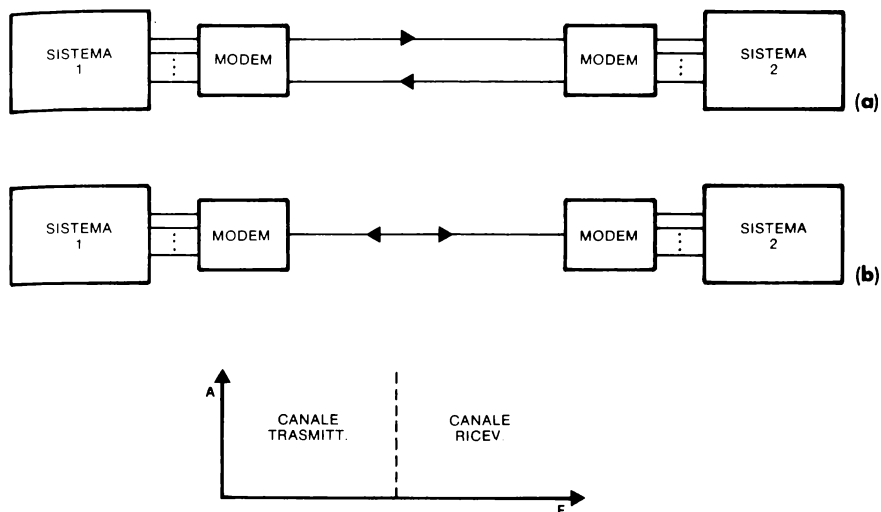 SISTEMA
1
MODEM
MODEM
SISTEMA
2
(a)
SISTEMA
1
MODEM
MODEM
SISTEMA
2
(b)
A
CANALE
TRASMITT.
CANALE
RICEV.
F